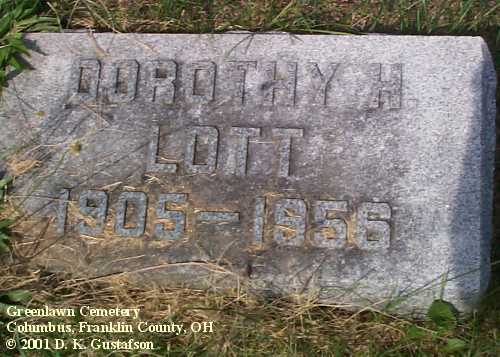 DOROTHY H.
LOTT
1905-1956
Greenlawn Cemetery
Columbus, Franklin County, OH
© 2001 D. K. Gustafson